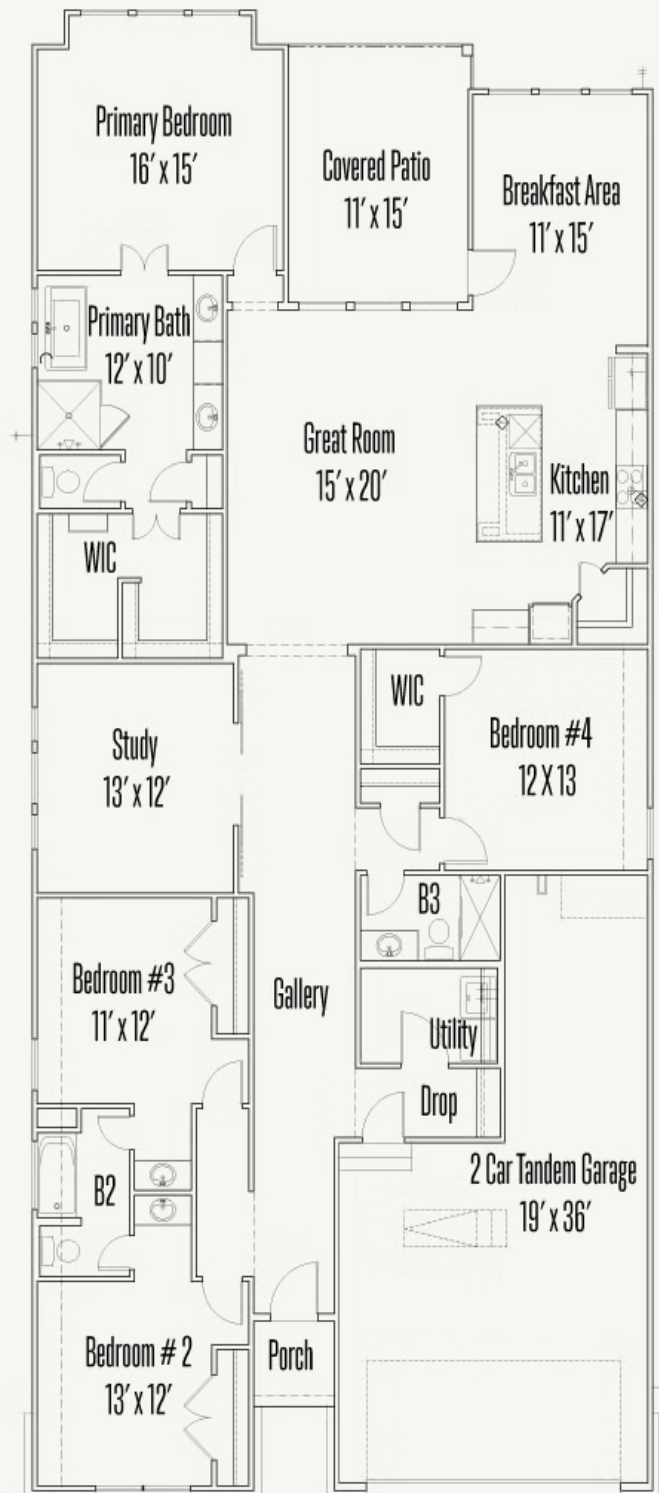 Primary Bedroom
16' x 15'
Covered Patio
11' x 15'
Breakfast Area
11' x 15'
Primary Bath
12' x 10'
Great Room
15' x 20'
Kitchen
11' x 17'
WIC
Study
13' x 12'
WIC
Bedroom #4
12 X 13
B3
Bedroom #3
11' x 12'
Gallery
Utility
Drop
B2
2 Car Tandem Garage
19' x 36'
Bedroom # 2
13' x 12'
Porch